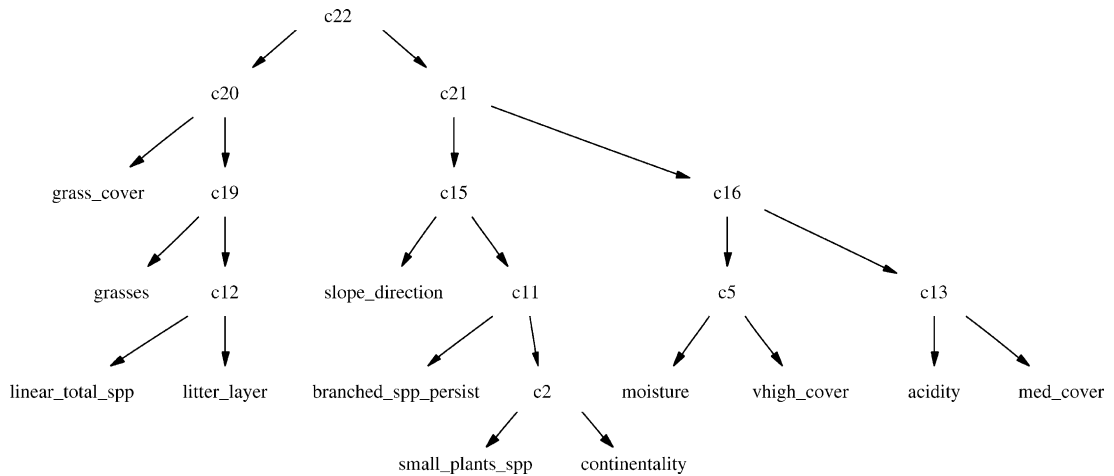 c22
c20 c21
grass_cover c19 c15 c16
grasses c12 slope_direction c11 c5 c13
linear_total_spp litter_layer branched_spp_persist c2 moisture vhigh_cover acidity med_cover
small_plants_spp continentality